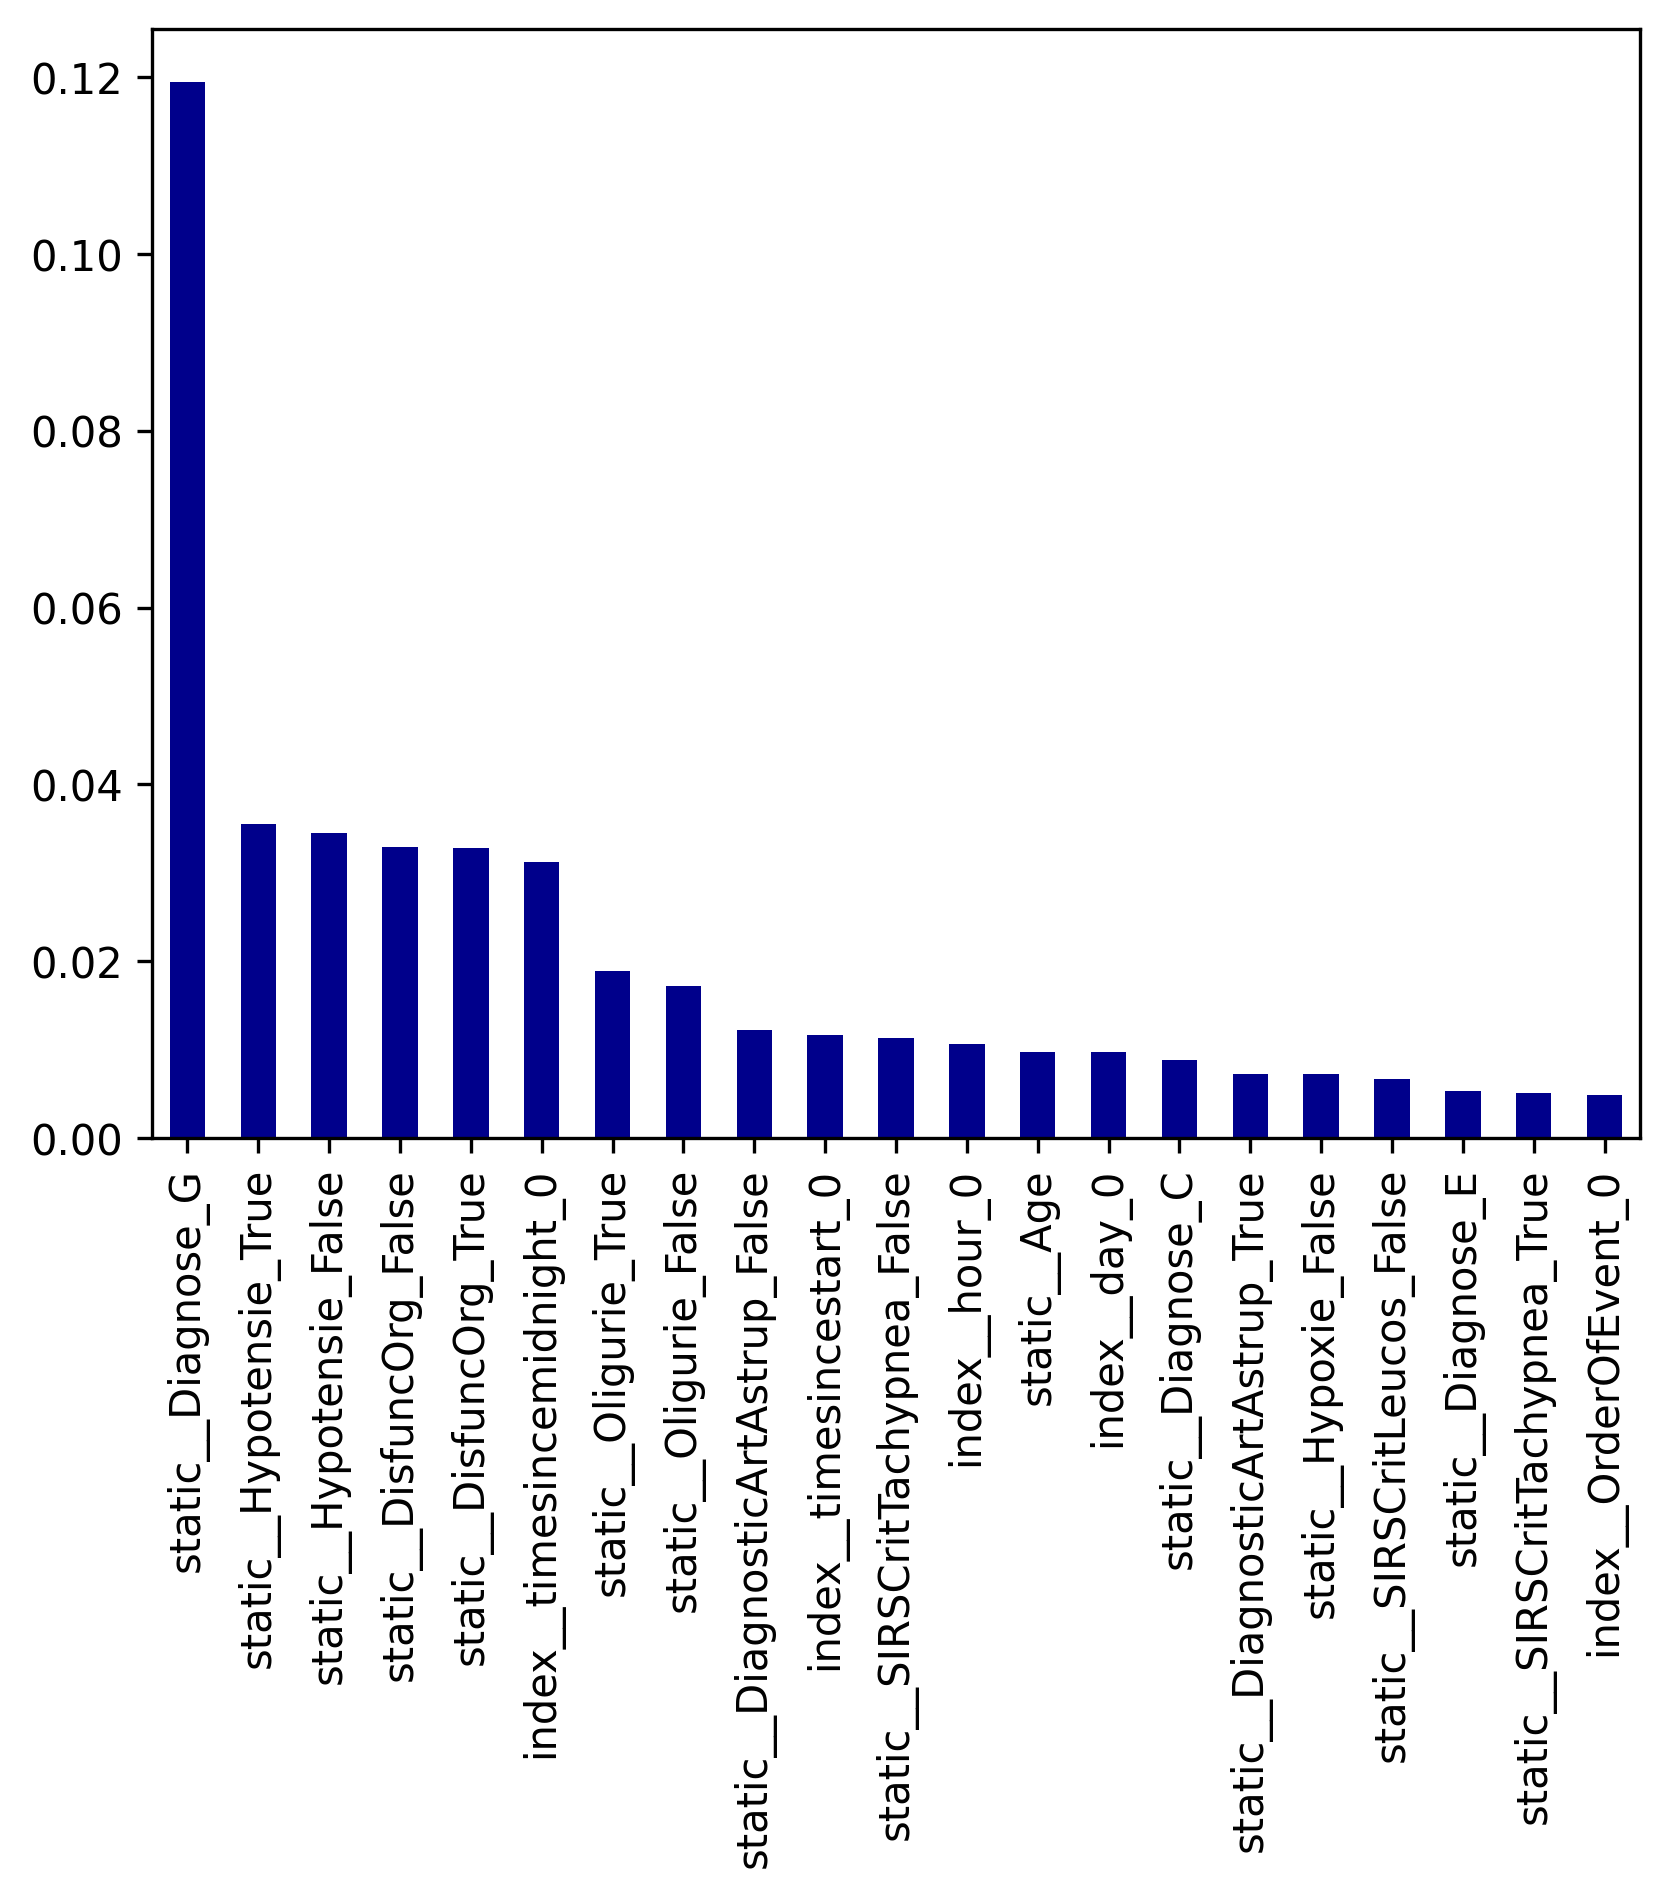 0.12
0.10
0.08
0.06
0.04
0.02
0.00
static__Diagnose_G
static__Hypotensie_True
static__Hypotensie_False
static__DisfuncOrg_False
static__DisfuncOrg_True
index__timesincemidnight_0
static__Oligurie_True
static__Oligurie_False
static__DiagnosticArtAstrup_False
index__timesincestart_0
static__SIRSCritTachypnea_False
index__hour_0
static__Age
index__day_0
static__Diagnose_C
static__DiagnosticArtAstrup_True
static__Hypoxie_False
static__SIRSCritLeucos_False
static__Diagnose_E
static__SIRSCritTachypnea_True
index__OrderOfEvent_0